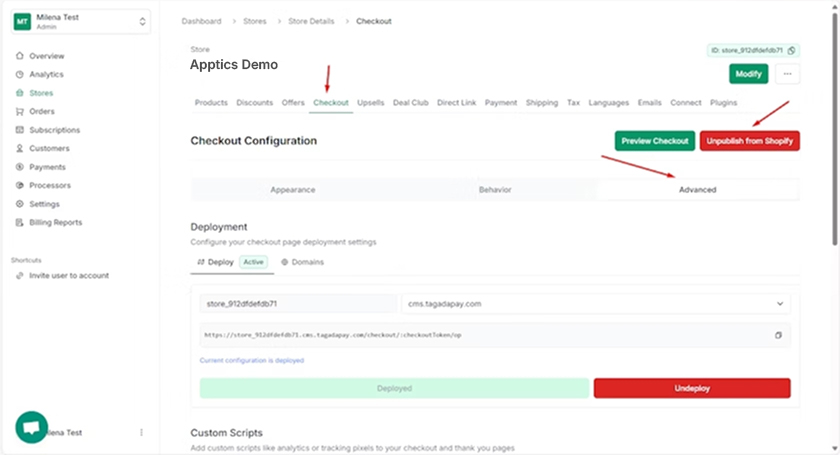 MT Milena Test
Admin
Overview
Analytics
Stores
Orders
Subscriptions
Customers
Payments
Processors
Settings
Billing Reports
Shortcuts
Invite user to account
lena Test
Dashboard > Stores > Store Details > Checkout
Store
Apptics Demo
ID: store_912dfdefdb71
Modify ...
Products Discounts Offers Checkout Upsells Deal Club Direct Link Payment Shipping Tax Languages Emails Connect Plugins
Checkout Configuration
Preview Checkout Unpublish from Shopify
Appearance Behavior Advanced
Deployment
Configure your checkout page deployment settings
Deploy Active Domains
store_912dfdefdb71 cms.tagadapay.com
https://store_912dfdefdb71.cms.tagadapay.com/checkout/:checkoutToken/op
Current configuration is deployed
Deployed Undeploy
Custom Scripts
Add custom scripts like analytics or tracking pixels to your checkout and thank you pages